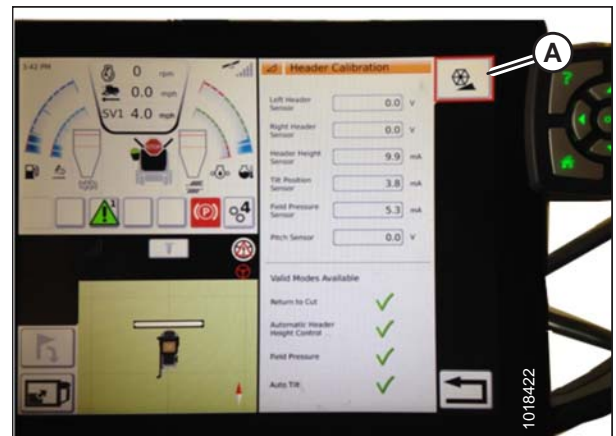 3:42 PM
0 rpm
0.0 mph
SV1 4.0 mph
1
4
Header Calibration
Left Header Sensor 0.0 V
Right Header Sensor 0.0 V
Header Height Sensor 9.9 mA
Tilt Position Sensor 3.8 mA
Field Pressure Sensor 5.3 mA
Pitch Sensor 0.0 V
Valid Modes Available
Return to Cut
Automatic Header Height Control
Field Pressure
Auto Tilt
A
?
1018422